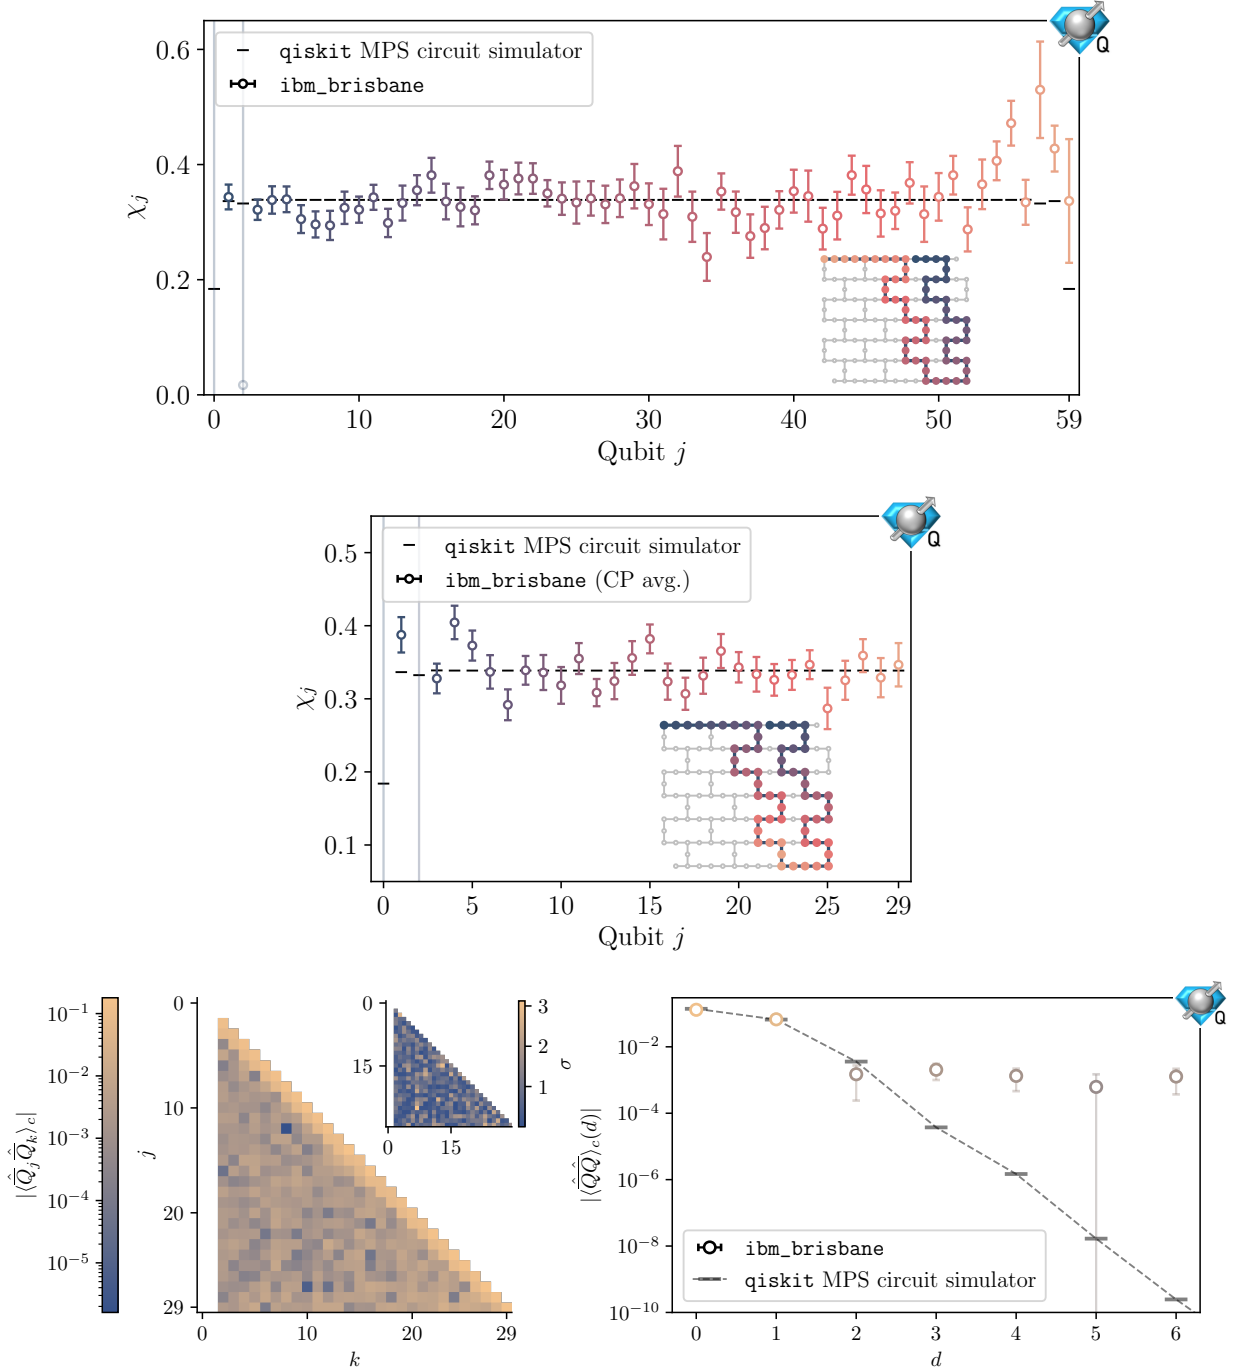 0.6
0.4
0.2
0.0
χj
qiskit MPS circuit simulator
ibm_brisbane
Q
0 10 20 30 40 50 59
Qubit j
0.5
0.4
0.3
0.2
0.1
χj
qiskit MPS circuit simulator
ibm_brisbane (CP avg.)
Q
0 5 10 15 20 25 29
Qubit j
|⟨Q̂̅_j Q̂̅_k⟩_c|
10⁻¹
10⁻²
10⁻³
10⁻⁴
10⁻⁵
j
0
10
20
29
0 10 20 29
k
0
15
0 15
3
2
1
σ
|⟨Q̂̅Q̂̅⟩_c(d)|
10⁻²
10⁻⁴
10⁻⁶
10⁻⁸
10⁻¹⁰
Q
ibm_brisbane
qiskit MPS circuit simulator
0 1 2 3 4 5 6
d